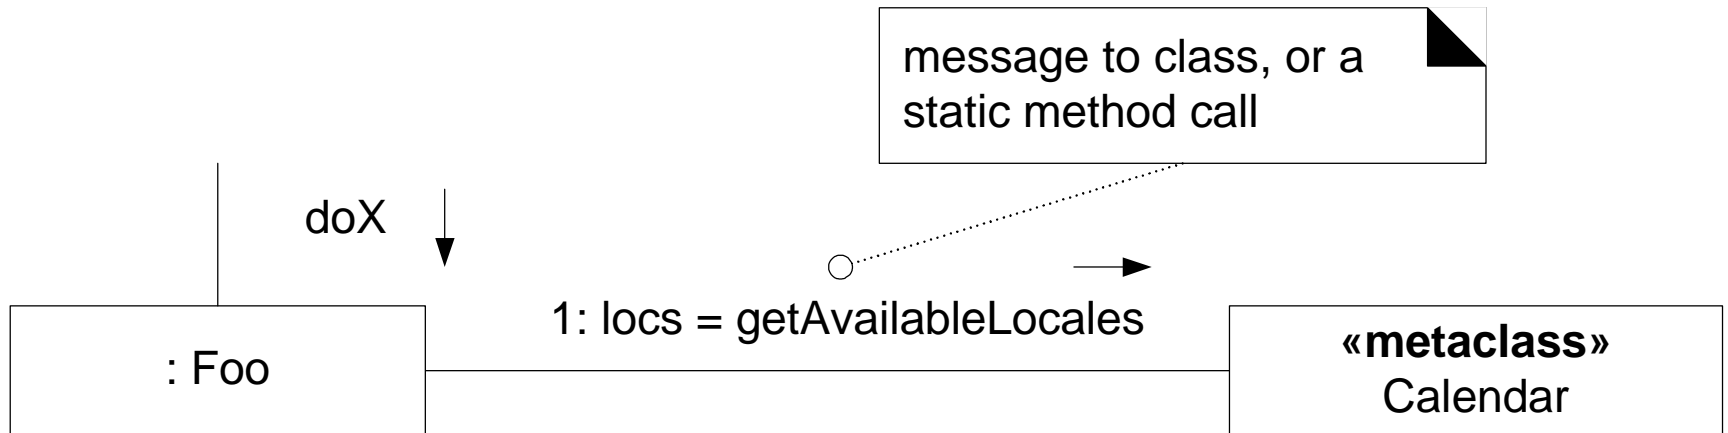 message to class, or a
static method call
doX
1: locs = getAvailableLocales
: Foo
«metaclass»
Calendar